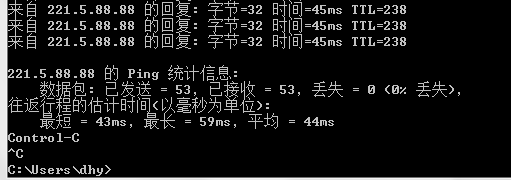 来自 221.5.88.88 的回复: 字节=32 时间=45ms TTL=238
来自 221.5.88.88 的回复: 字节=32 时间=45ms TTL=238
来自 221.5.88.88 的回复: 字节=32 时间=45ms TTL=238
221.5.88.88 的 Ping 统计信息:
数据包: 已发送 = 53, 已接收 = 53, 丢失 = 0 (0% 丢失),
往返行程的估计时间(以毫秒为单位):
最短 = 43ms, 最长 = 59ms, 平均 = 44ms
Control-C
^C
C:\Users\dhy>